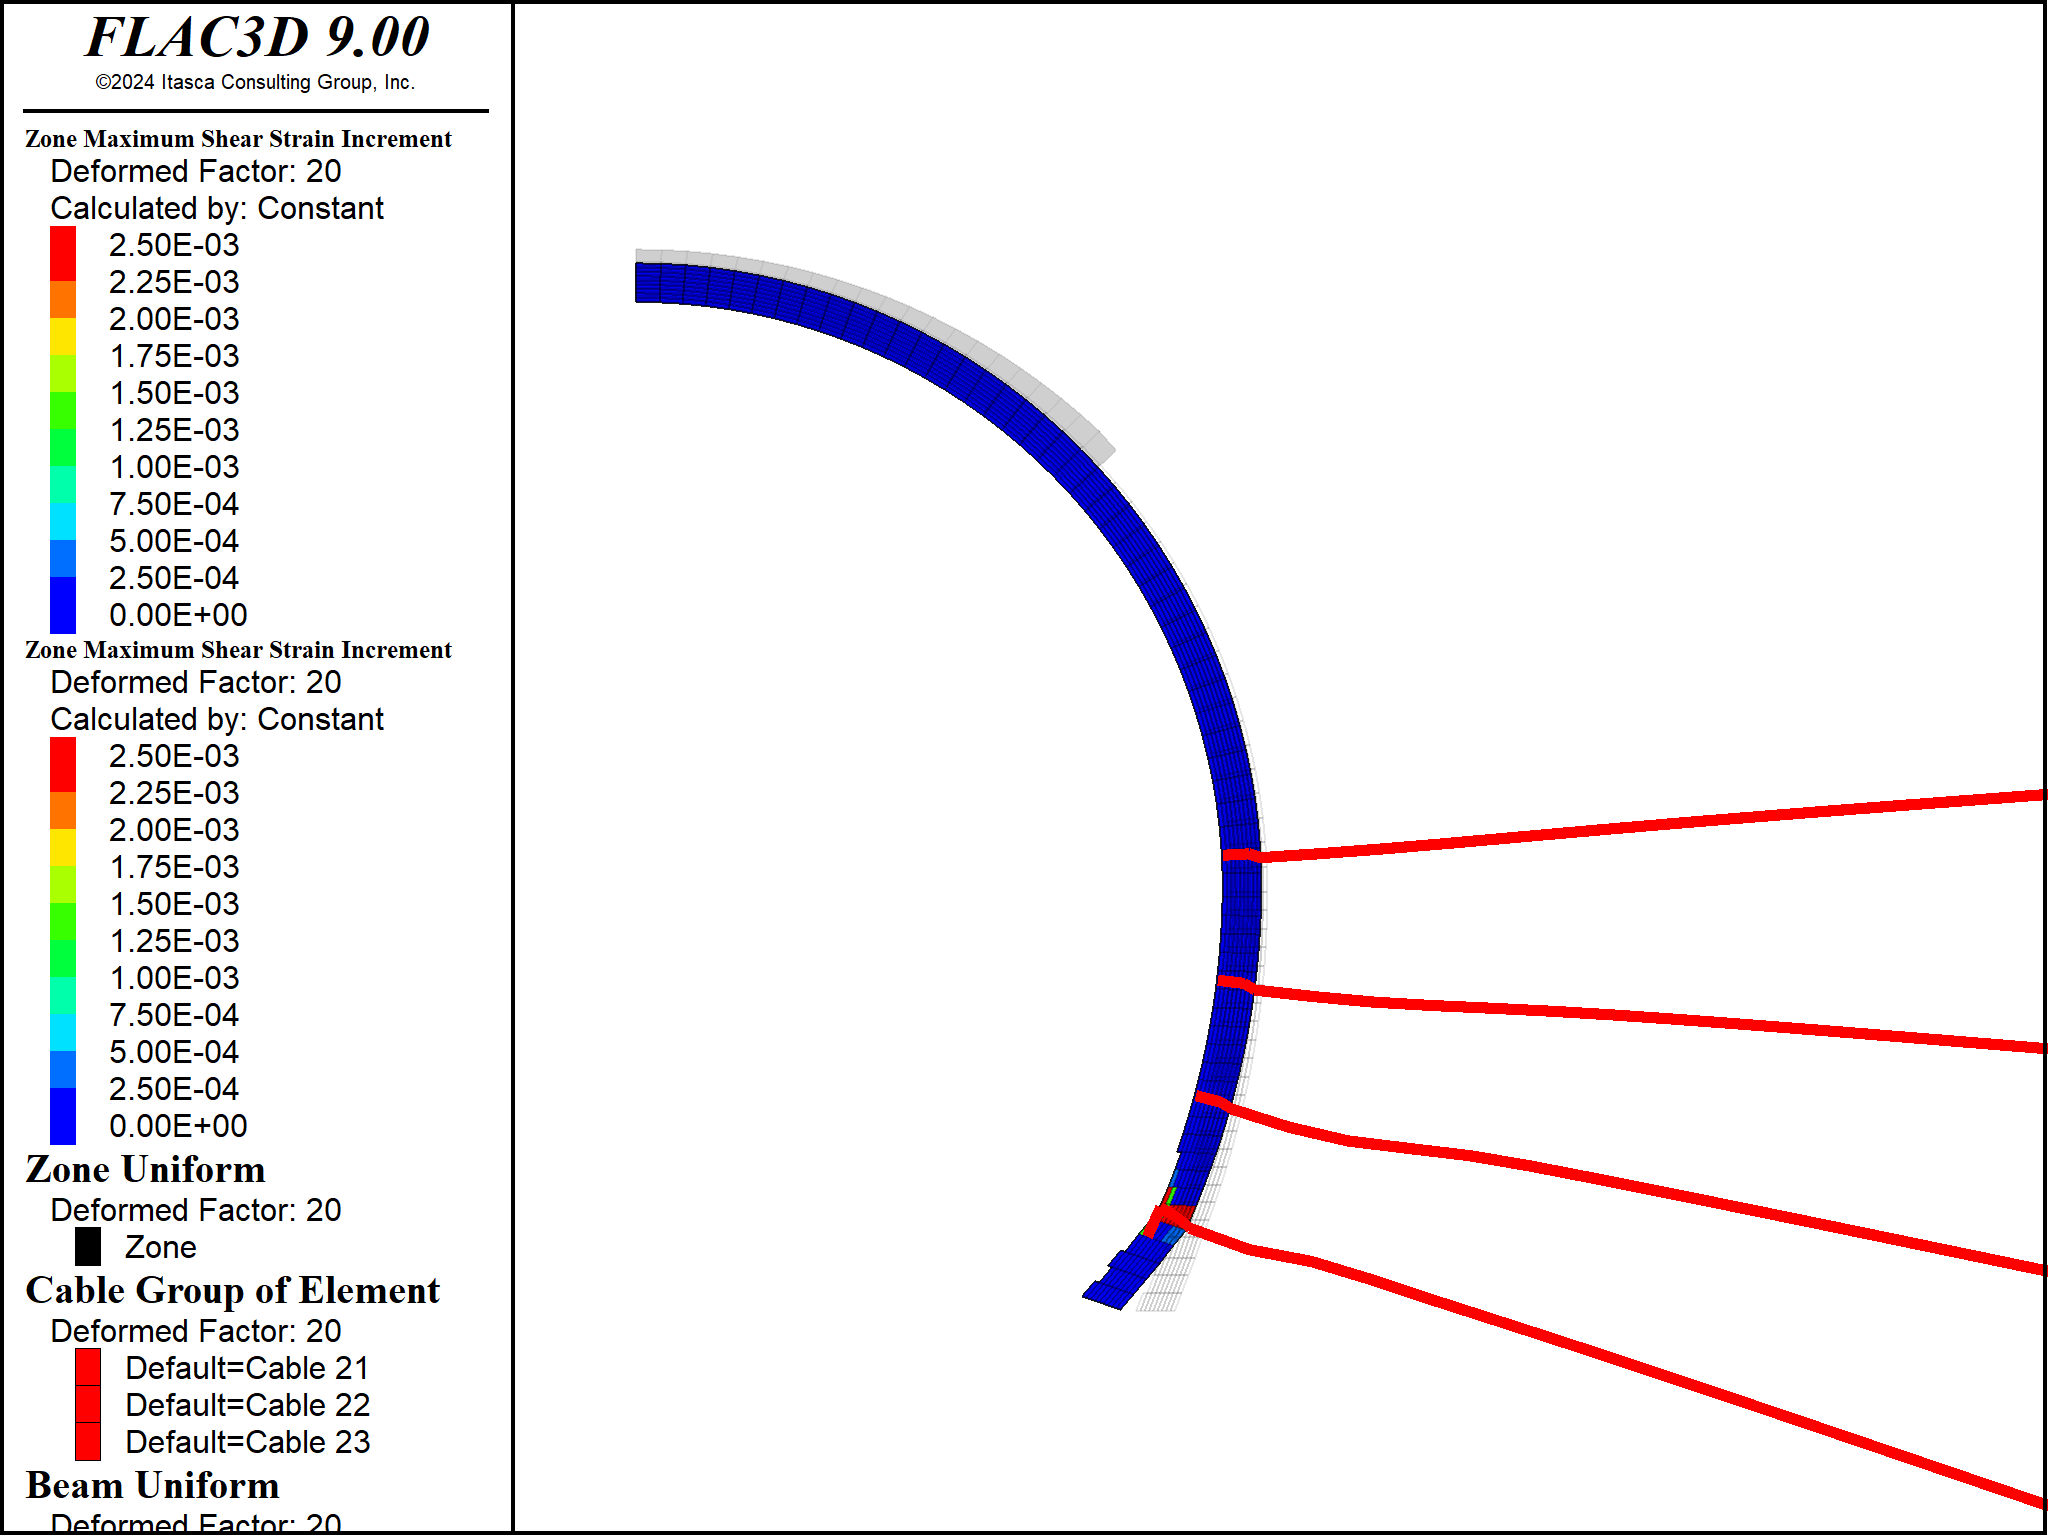 FLAC3D 9.00
©2024 Itasca Consulting Group, Inc.
Zone Maximum Shear Strain Increment
Deformed Factor: 20
Calculated by: Constant
2.50E-03
2.25E-03
2.00E-03
1.75E-03
1.50E-03
1.25E-03
1.00E-03
7.50E-04
5.00E-04
2.50E-04
0.00E+00
Zone Maximum Shear Strain Increment
Deformed Factor: 20
Calculated by: Constant
2.50E-03
2.25E-03
2.00E-03
1.75E-03
1.50E-03
1.25E-03
1.00E-03
7.50E-04
5.00E-04
2.50E-04
0.00E+00
Zone Uniform
Deformed Factor: 20
Zone
Cable Group of Element
Deformed Factor: 20
Default=Cable 21
Default=Cable 22
Default=Cable 23
Beam Uniform
Deformed Factor: 20